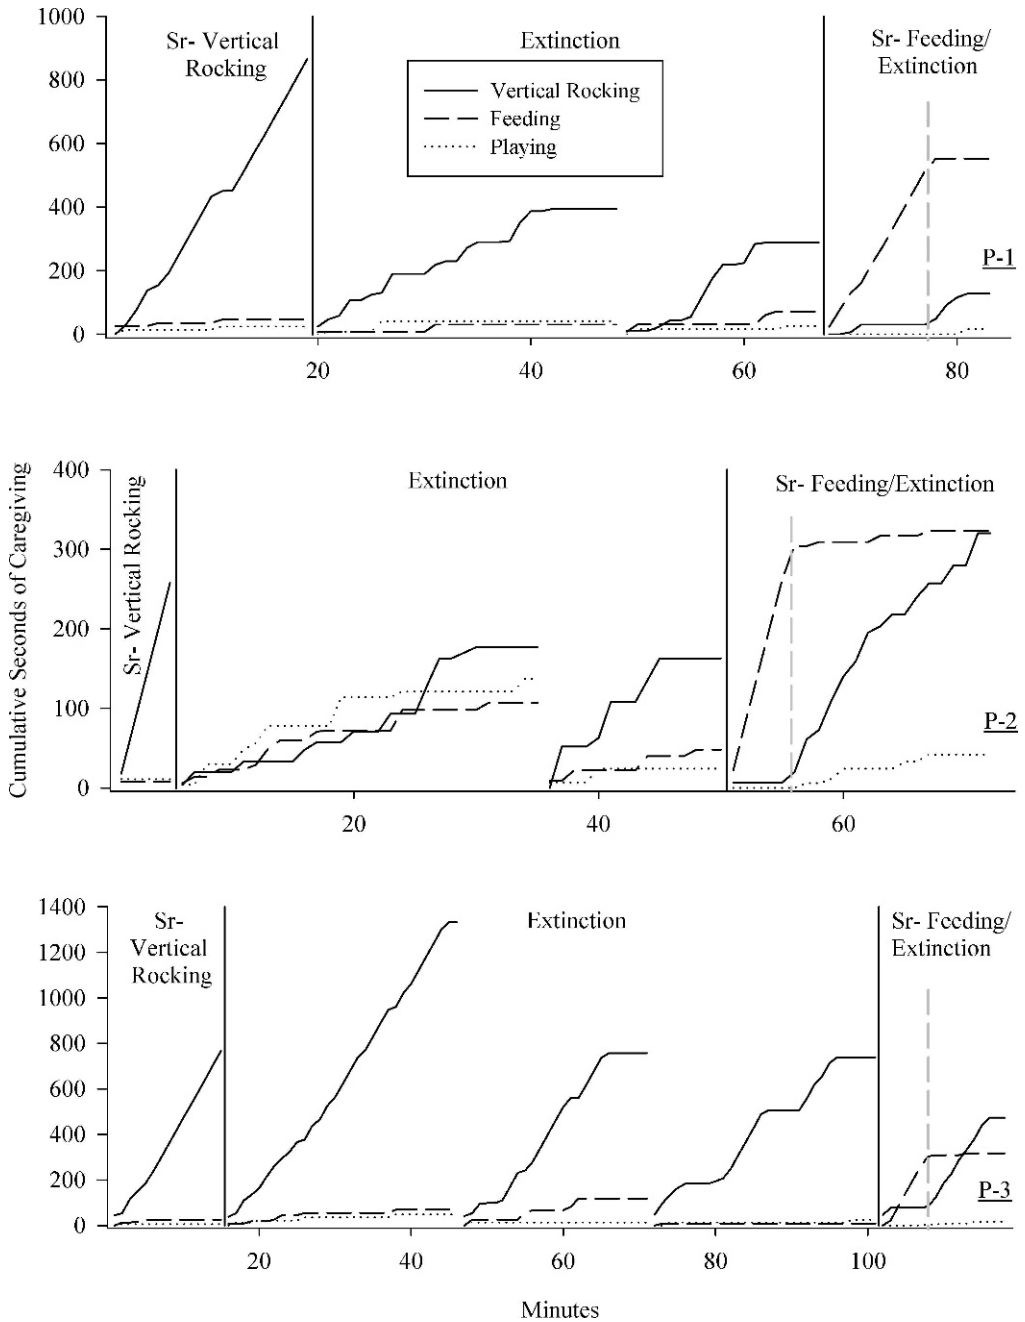 1000
800
600
400
200
0
Sr- Vertical
Rocking
Extinction
Vertical Rocking
Feeding
Playing
Sr- Feeding/
Extinction
P-1
20
40
60
80
Cumulative Seconds of Caregiving
400
300
200
100
0
Sr- Vertical Rocking
Extinction
Sr- Feeding/Extinction
P-2
20
40
60
1400
1200
1000
800
600
400
200
0
Sr-
Vertical
Rocking
Extinction
Sr- Feeding/
Extinction
P-3
20
40
60
80
100
Minutes